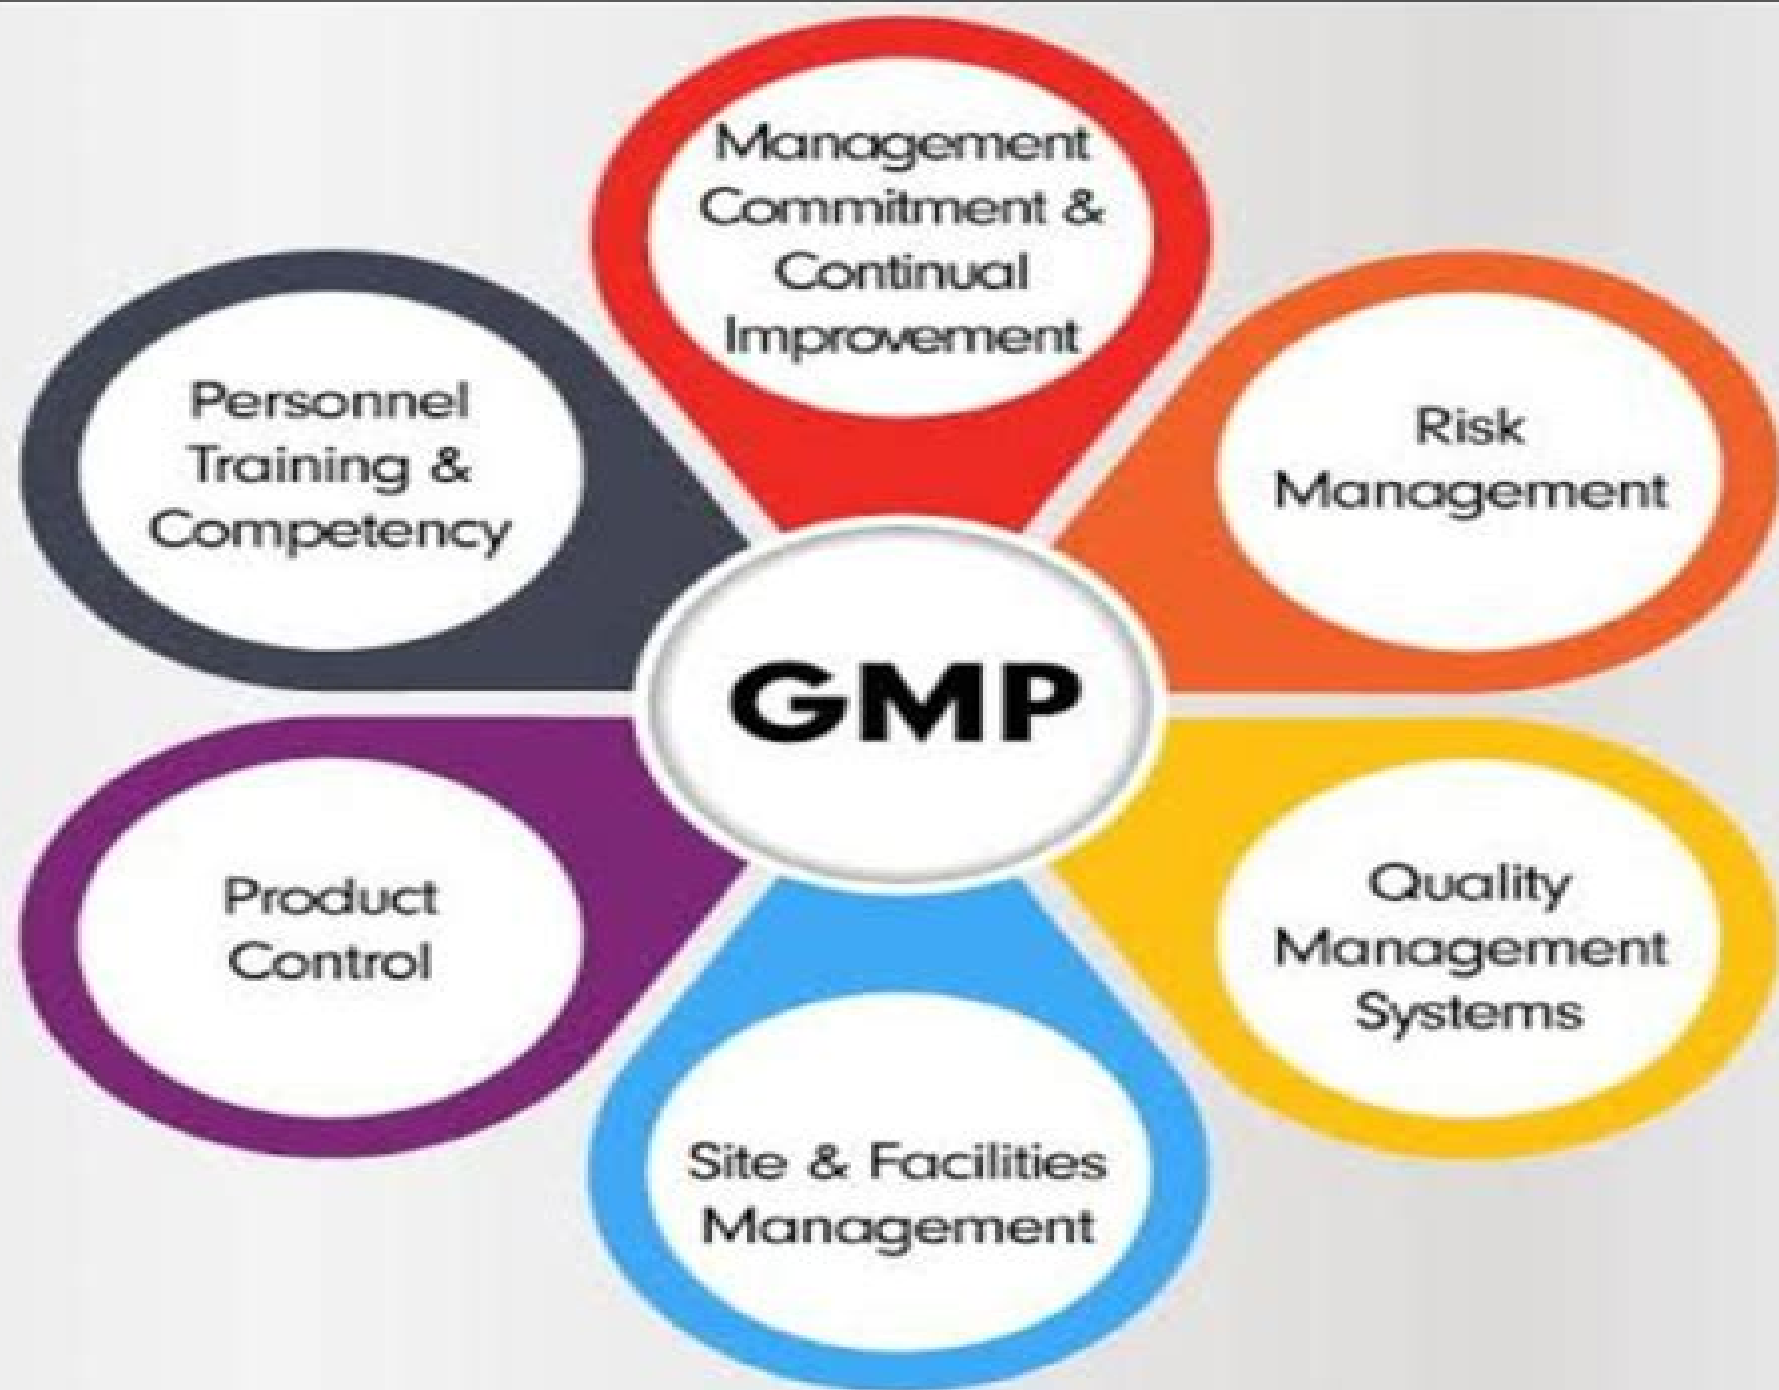 Management
Commitment &
Continual
Improvement
Risk
Management
Quality
Management
Systems
Site & Facilities
Management
Product
Control
Personnel
Training &
Competency
GMP